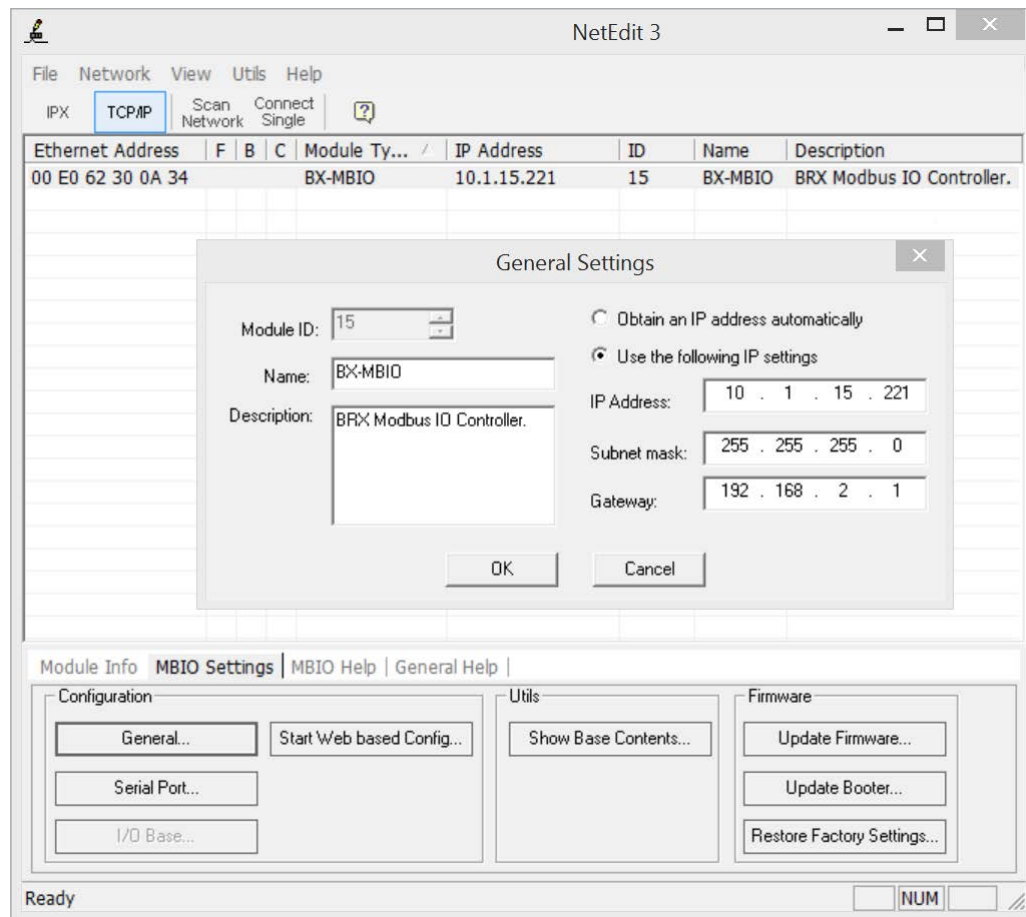 NetEdit 3
File Network View Utils Help
IPX TCP/IP Scan Network Connect Single
Ethernet Address F B C Module Ty... IP Address ID Name Description
00 E0 62 30 0A 34 BX-MBIO 10.1.15.221 15 BX-MBIO BRX Modbus IO Controller.
General Settings
Module ID: 15
Name: BX-MBIO
Description: BRX Modbus IO Controller.
Obtain an IP address automatically
Use the following IP settings
IP Address: 10 . 1 . 15 . 221
Subnet mask: 255 . 255 . 255 . 0
Gateway: 192 . 168 . 2 . 1
OK Cancel
Module Info MBIO Settings MBIO Help General Help
Configuration
General... Start Web based Config...
Serial Port...
I/O Base...
Utils
Show Base Contents...
Firmware
Update Firmware...
Update Booter...
Restore Factory Settings...
Ready NUM